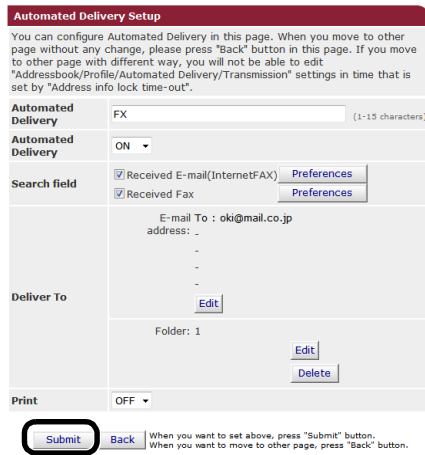 Automated Delivery Setup
You can configure Automated Delivery in this page. When you move to other
page without any change, please press "Back" button in this page. If you move
to other page with different way, you will not be able to edit
"Addressbook/Profile/Automated Delivery/Transmission" settings in time that is
set by "Address info lock time-out".
Automated
Delivery
FX
(1-15 characters)
Automated
Delivery
ON
Search field
Received E-mail(InternetFAX)
Preferences
Received Fax
Preferences
Deliver To
E-mail
address:
To : oki@mail.co.jp
-
-
-
-
Edit
Folder: 1
Edit
Delete
Print
OFF
Submit
Back
When you want to set above, press "Submit" button.
When you want to move to other page, press "Back" button.